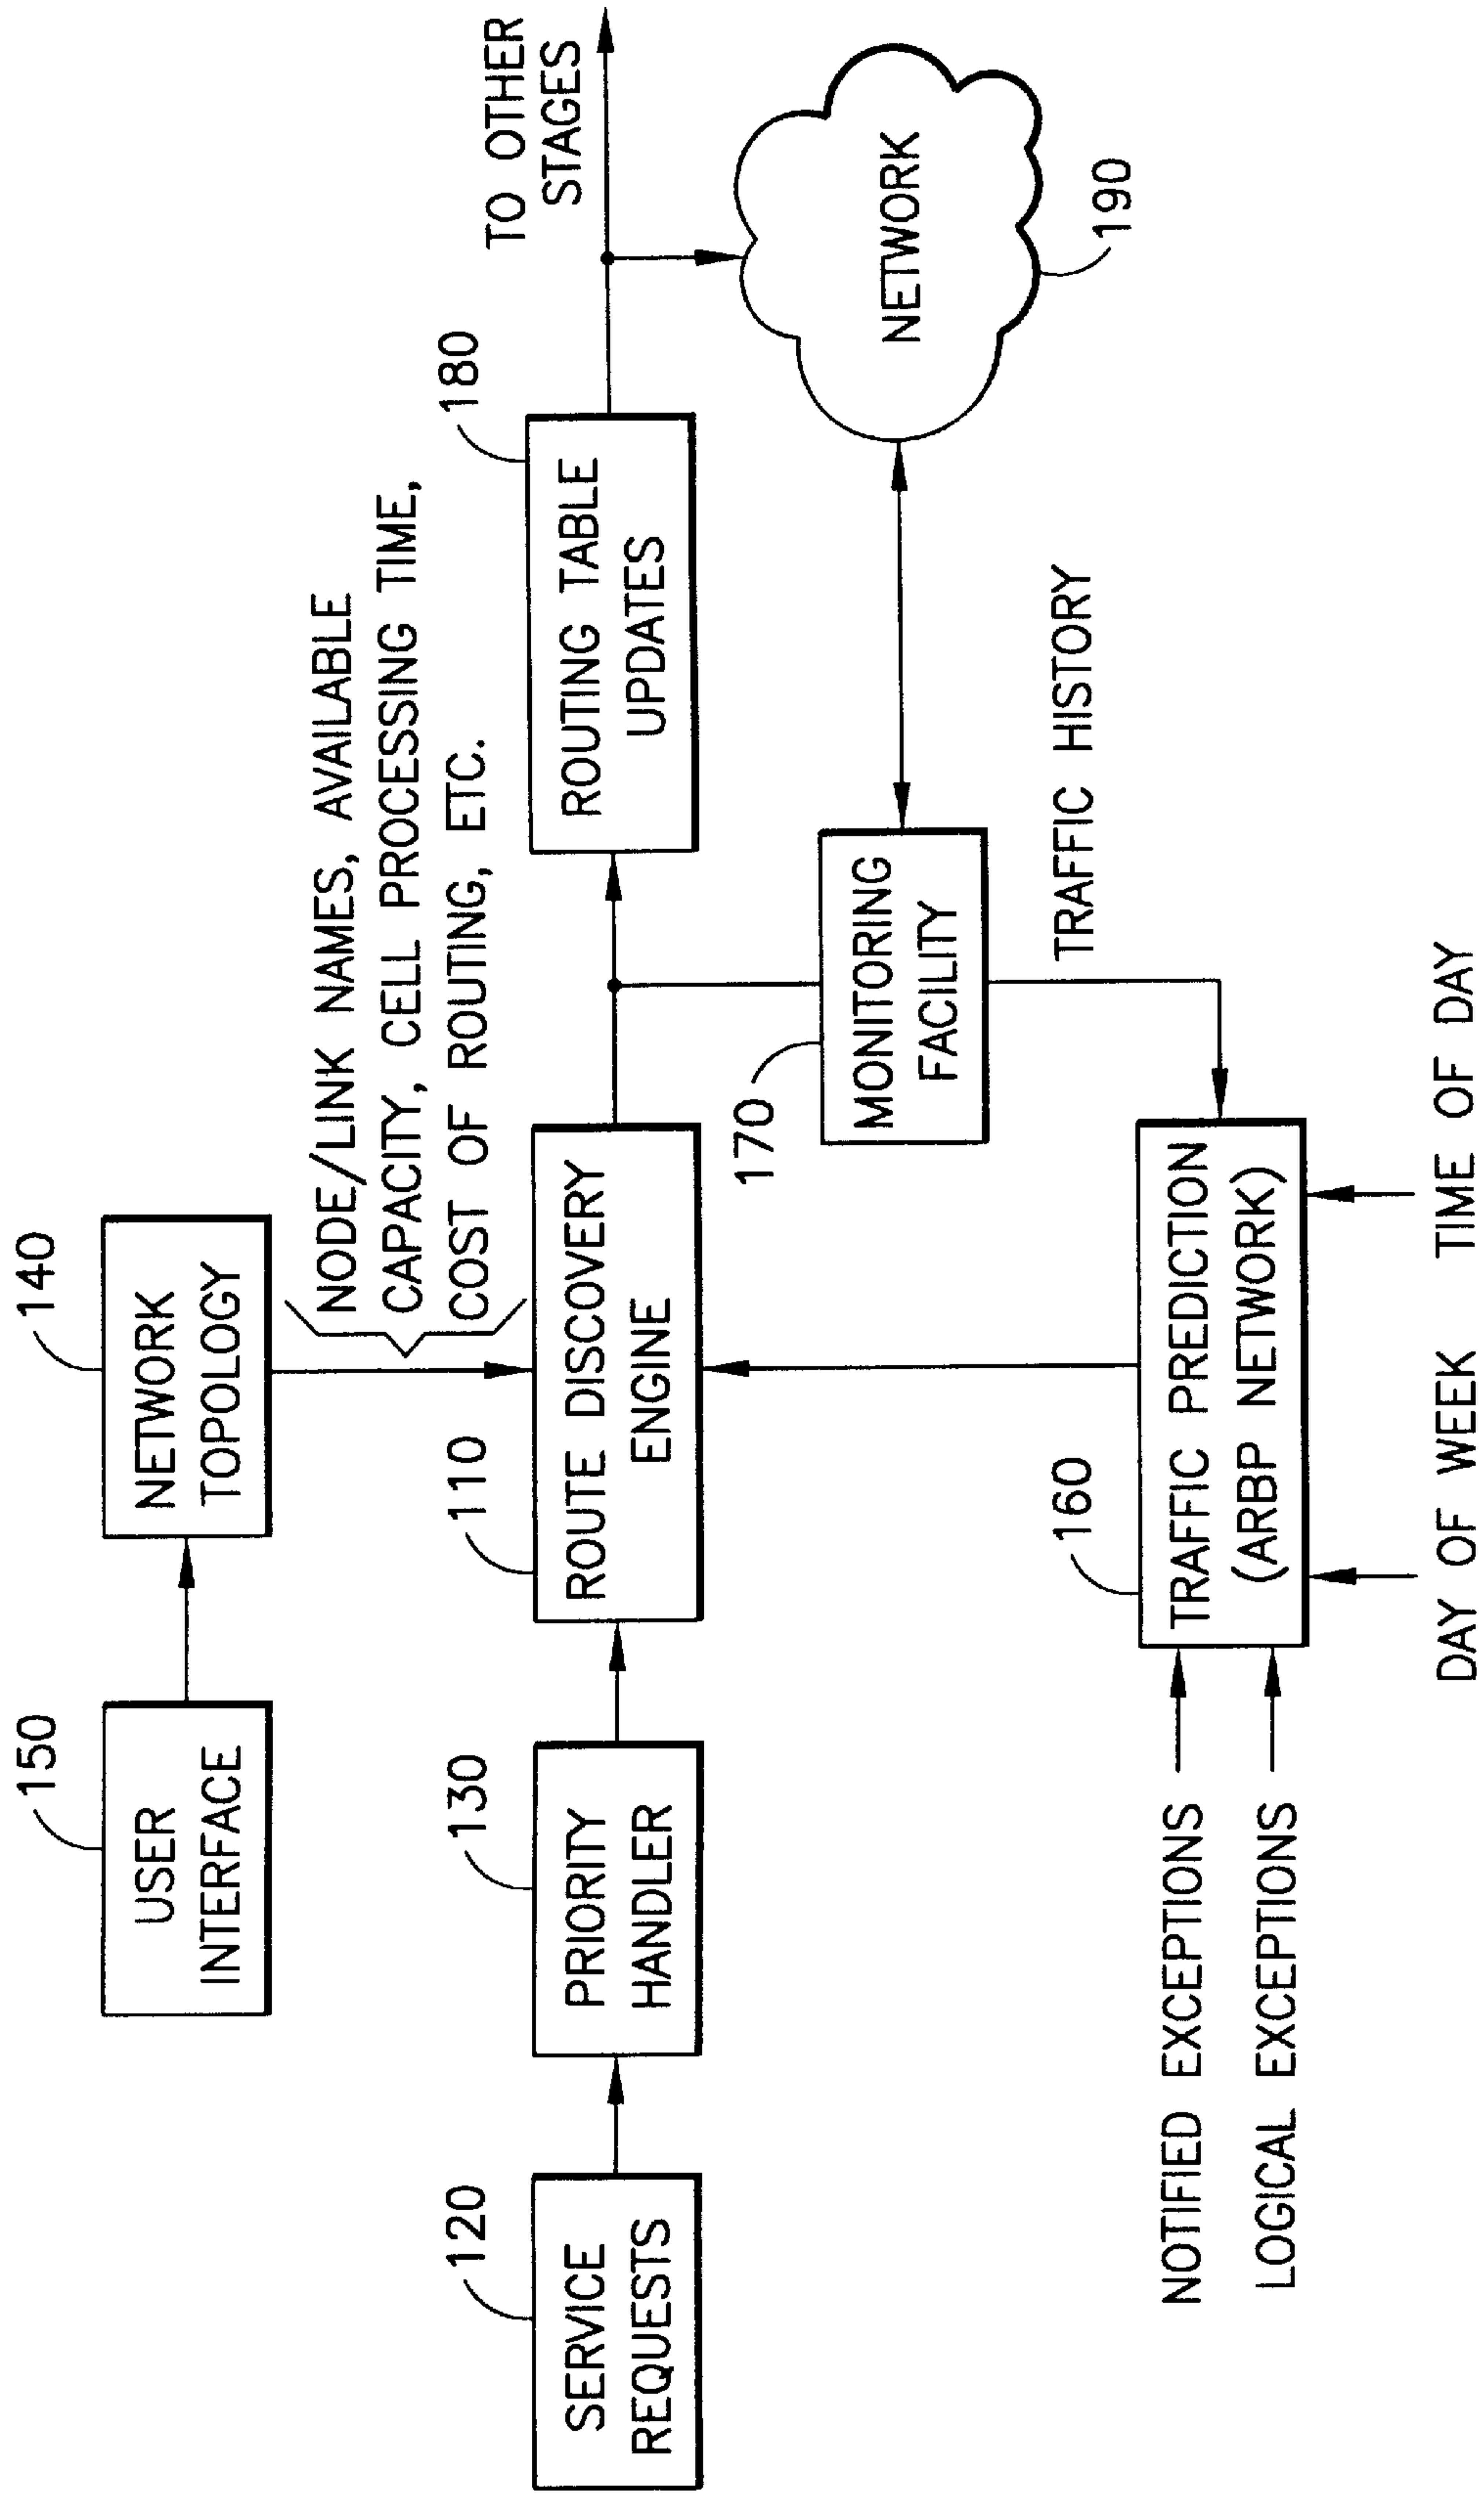 150
USER
INTERFACE
140
NETWORK
TOPOLOGY
NODE/LINK NAMES, AVAILABLE
CAPACITY, CELL PROCESSING TIME,
COST OF ROUTING, ETC.
120
SERVICE
REQUESTS
130
PRIORITY
HANDLER
110
ROUTE DISCOVERY
ENGINE
180
ROUTING TABLE
UPDATES
TO OTHER
STAGES
170
MONITORING
FACILITY
NETWORK
190
TRAFFIC HISTORY
160
TRAFFIC PREDICTION
(ARBP NETWORK)
NOTIFIED EXCEPTIONS
LOGICAL EXCEPTIONS
DAY OF WEEK
TIME OF DAY